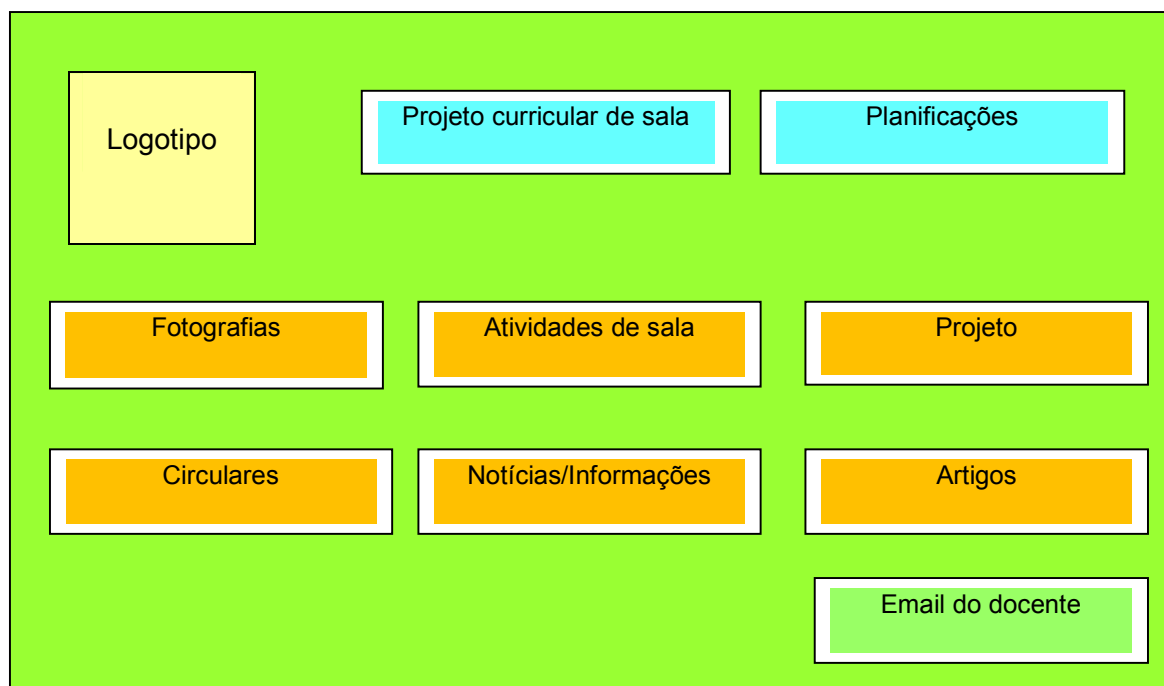 Logotipo
Projeto curricular de sala
Planificações
Fotografias
Atividades de sala
Projeto
Circulares
Notícias/Informações
Artigos
Email do docente